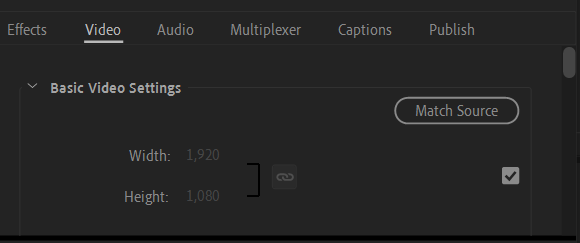 Effects Video Audio Multiplexer Captions Publish
Basic Video Settings
Match Source
Width: 1,920
Height: 1,080